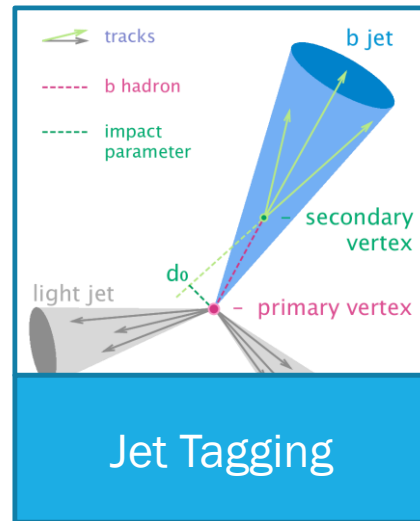 tracks
b jet
b hadron
impact
parameter
secondary
vertex
d₀
light jet
primary vertex
Jet Tagging